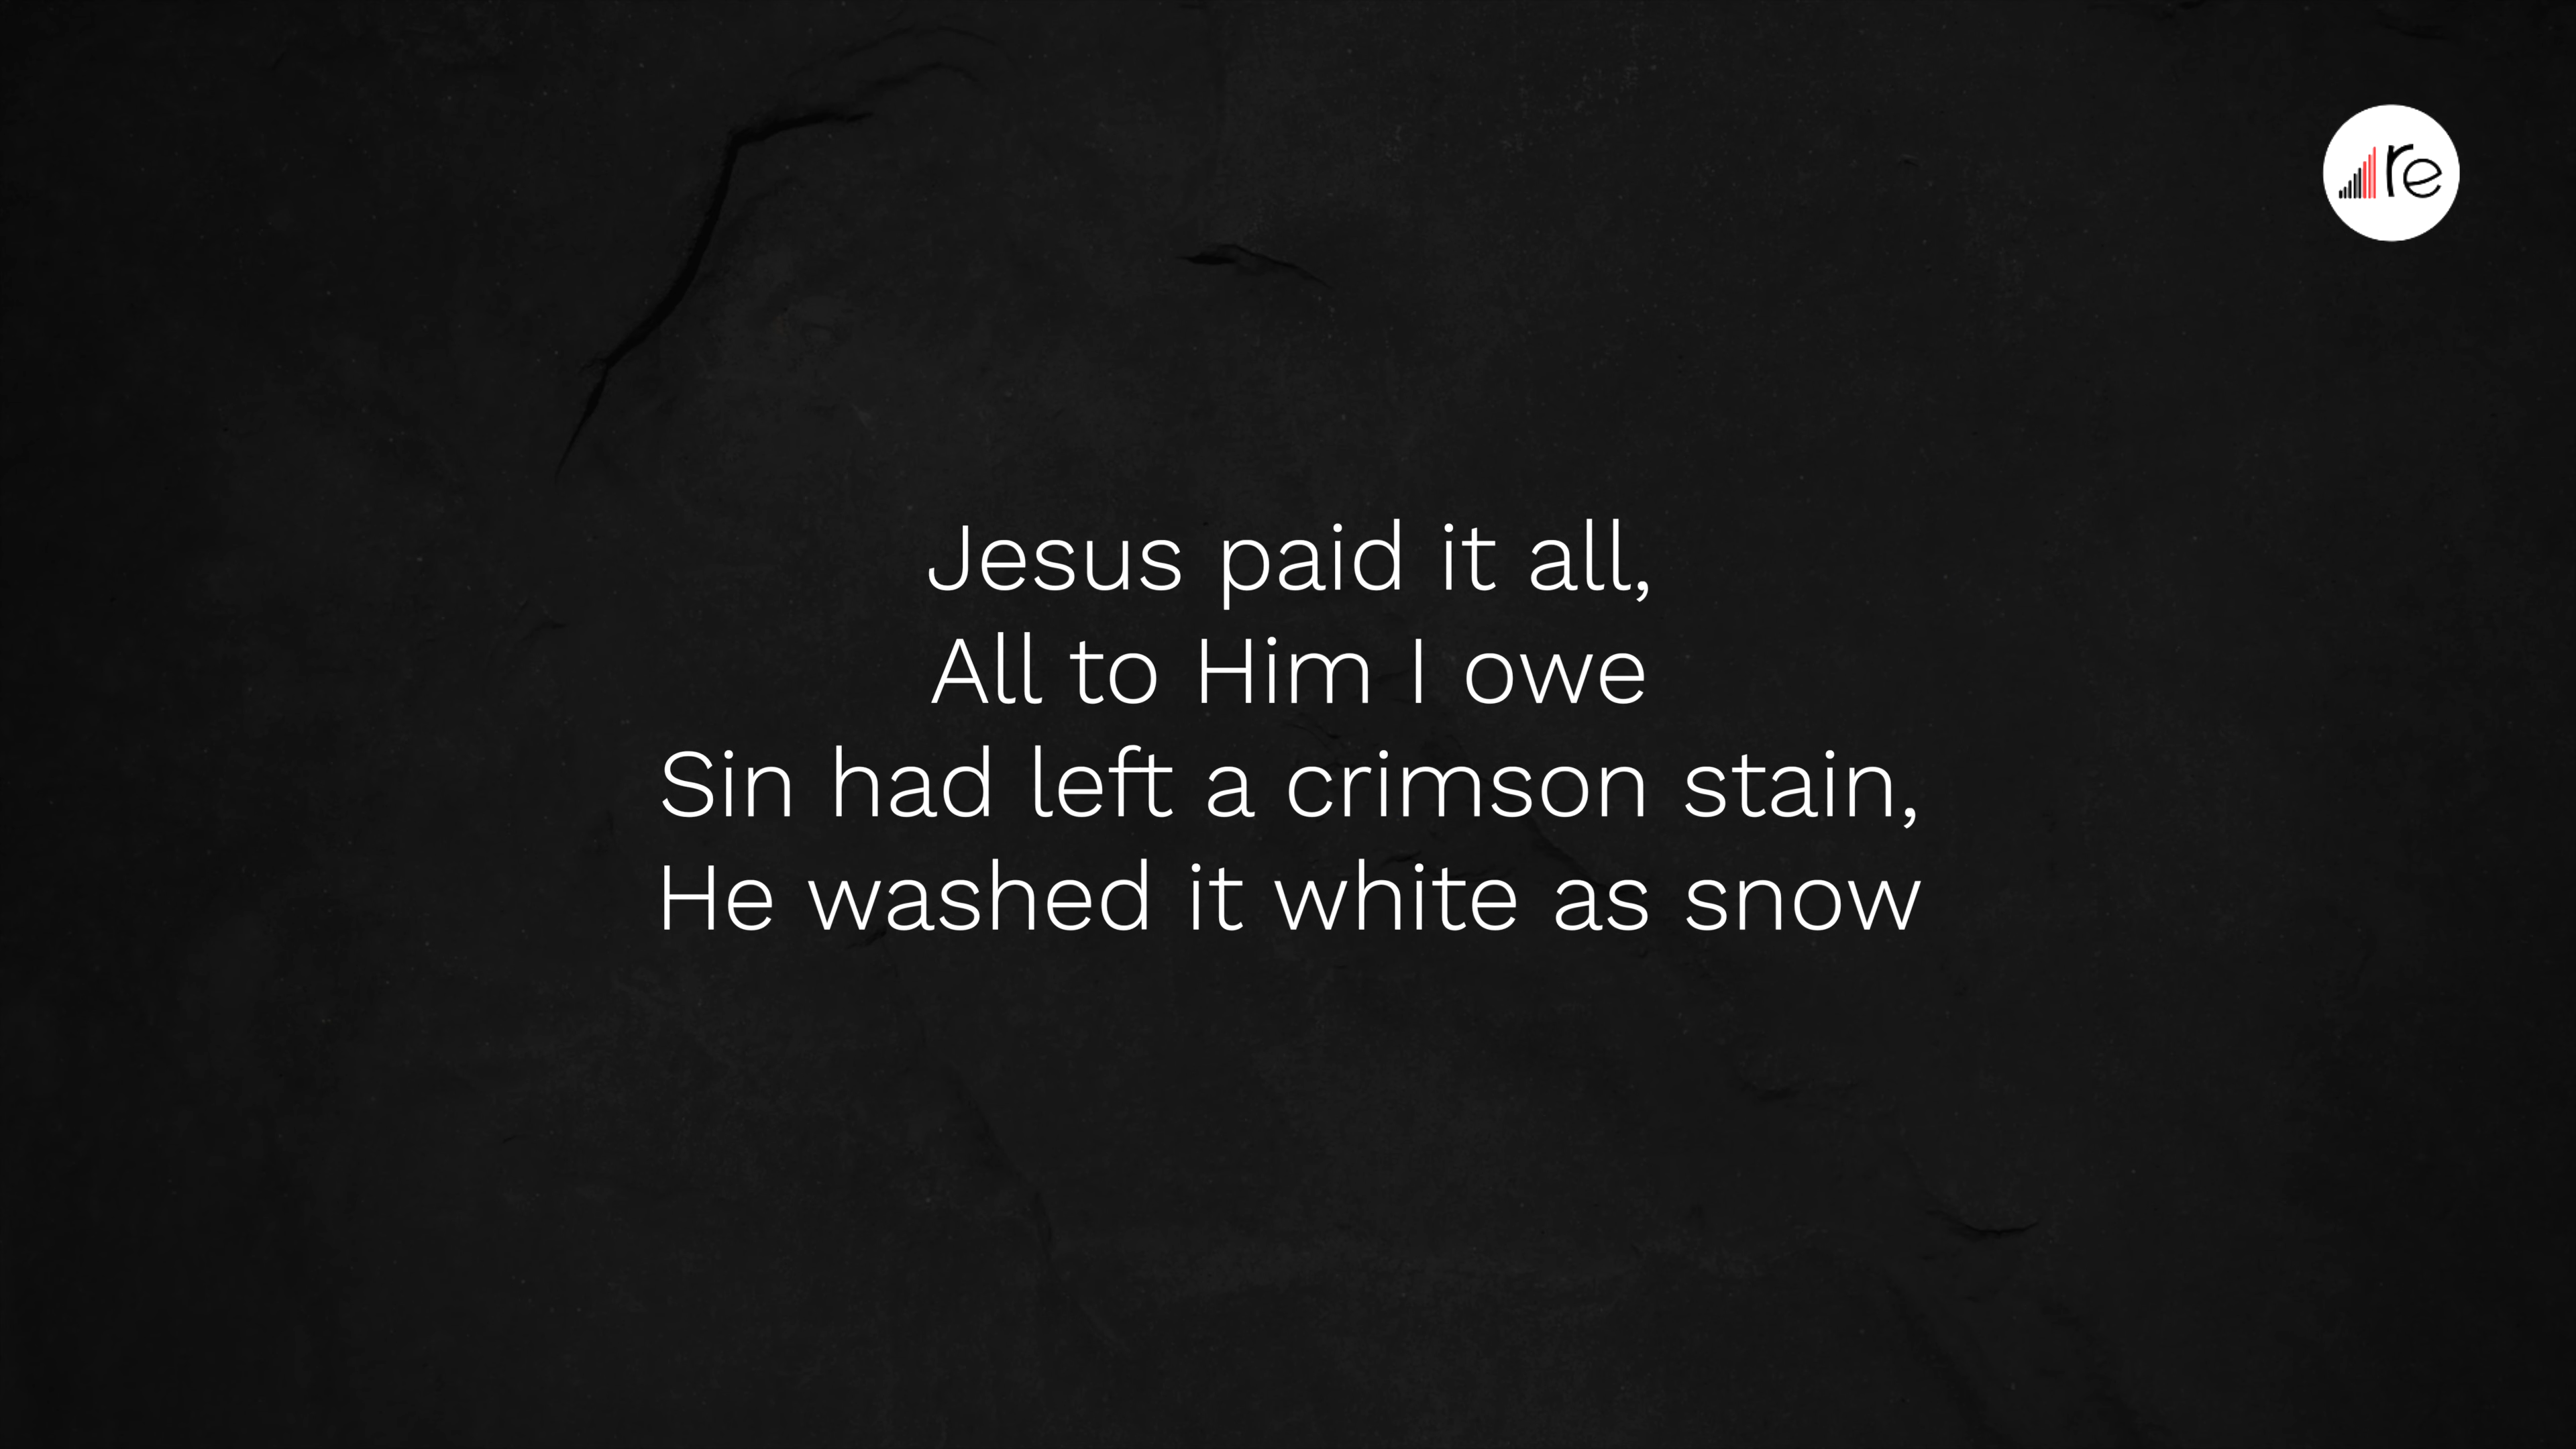 re
Jesus paid it all,
All to Him I owe
Sin had left a crimson stain,
He washed it white as snow